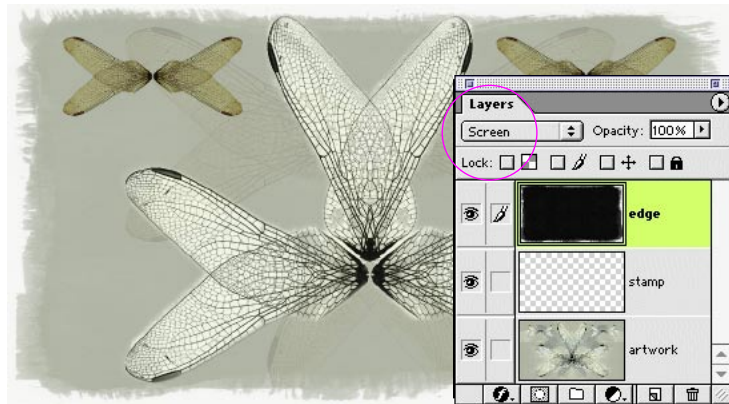 Layers
Screen Opacity: 100%
Lock:
edge
stamp
artwork